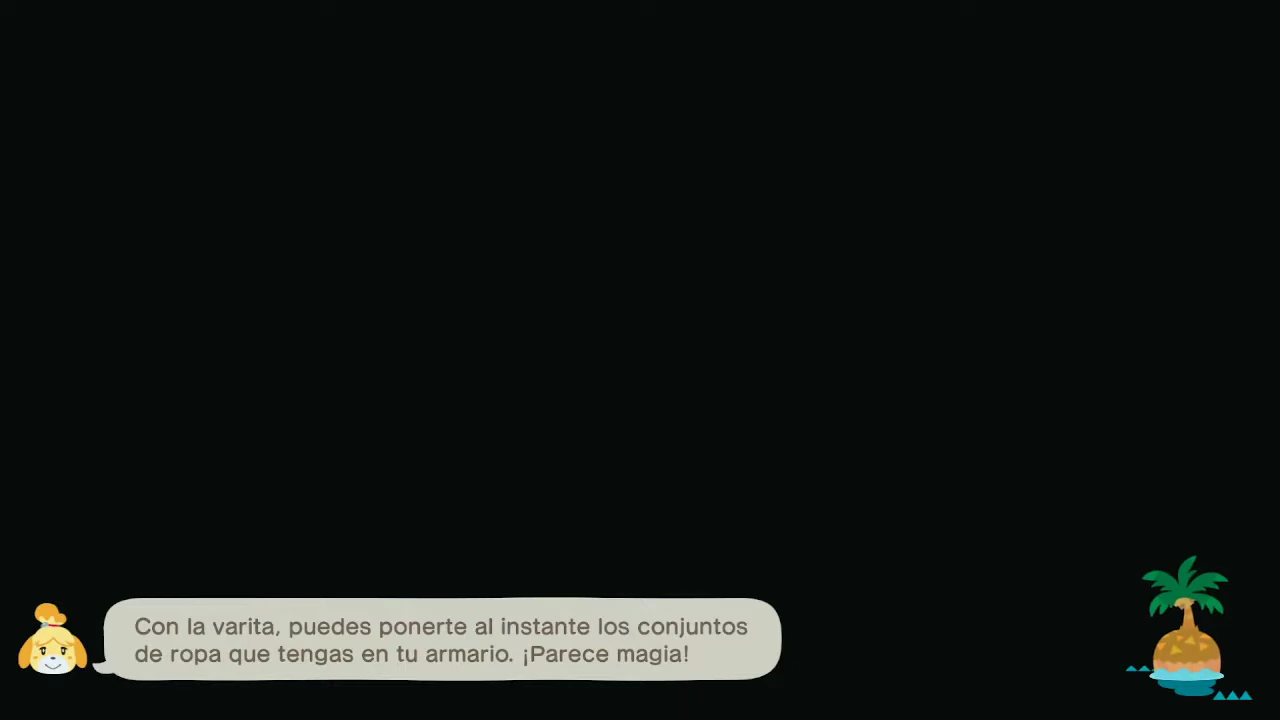 Con la varita, puedes ponerte al instante los conjuntos
de ropa que tengas en tu armario. ¡Parece magia!